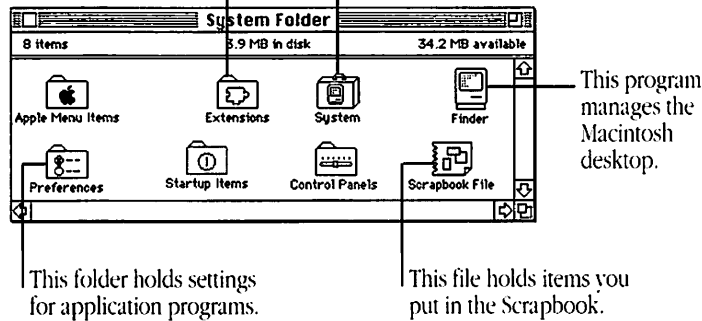 System Folder
8 items 3.9 MB in disk 34.2 MB available
Apple Menu Items Extensions System Finder
Preferences Startup Items Control Panels Scrapbook File
This program
manages the
Macintosh
desktop.
This folder holds settings
for application programs.
This file holds items you
put in the Scrapbook.